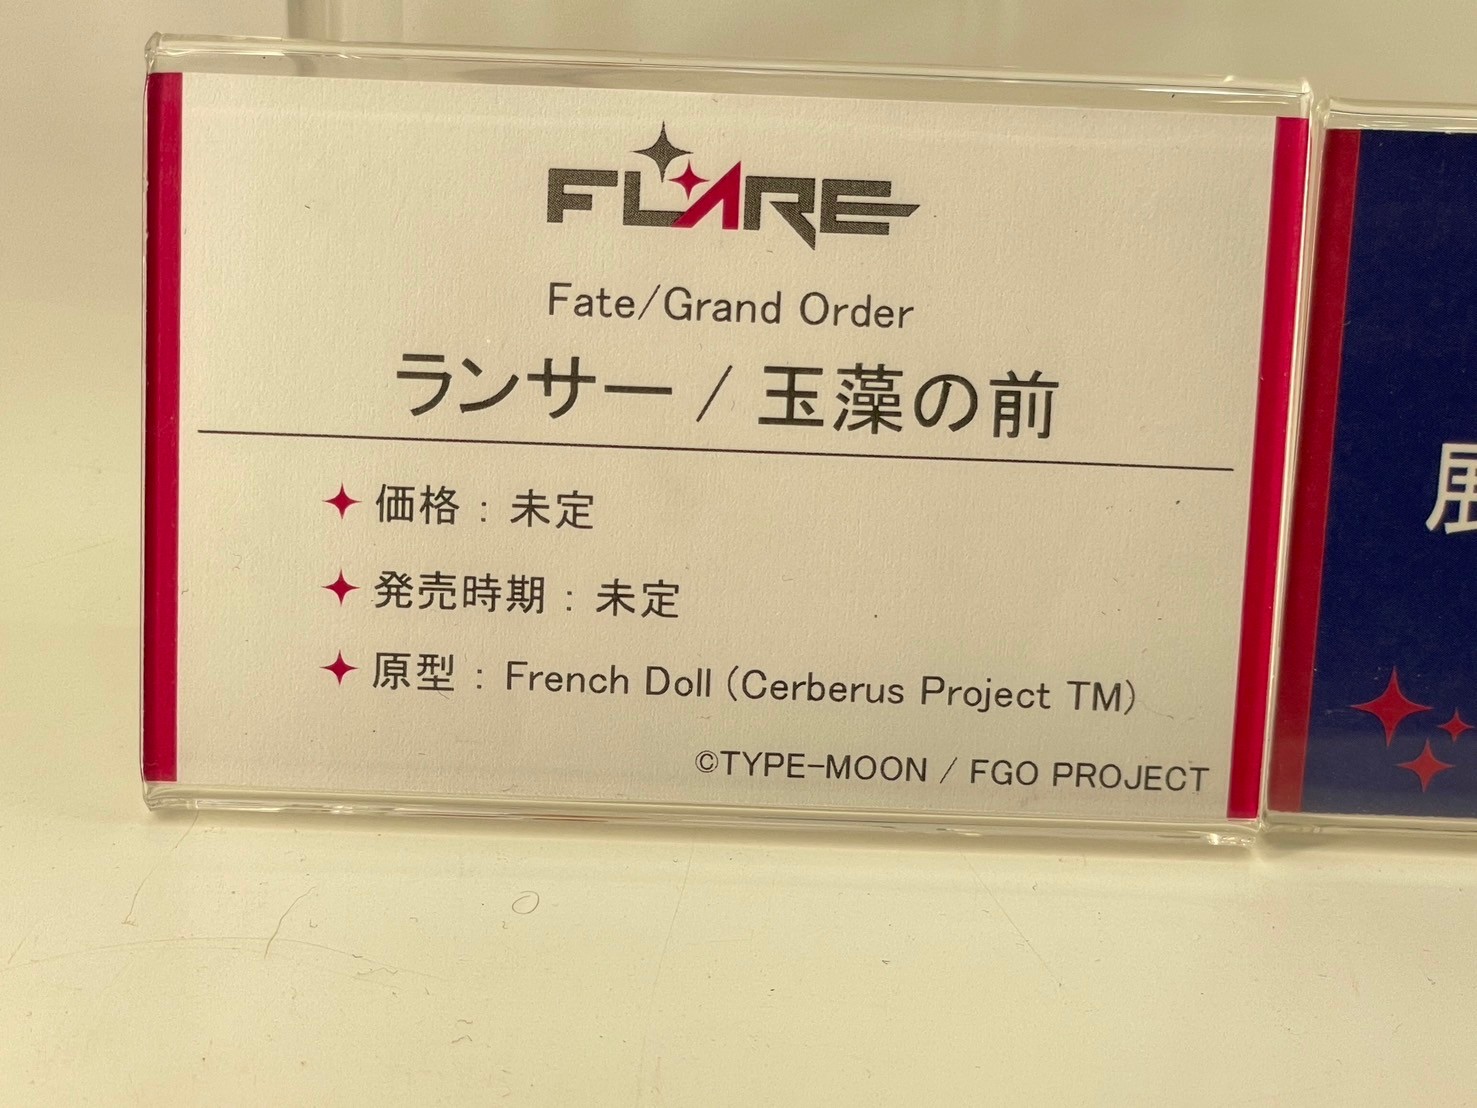 FLARE
Fate/Grand Order
ランサー / 玉藻の前
価格：未定
発売時期：未定
原型：French Doll (Cerberus Project TM)
©TYPE-MOON / FGO PROJECT